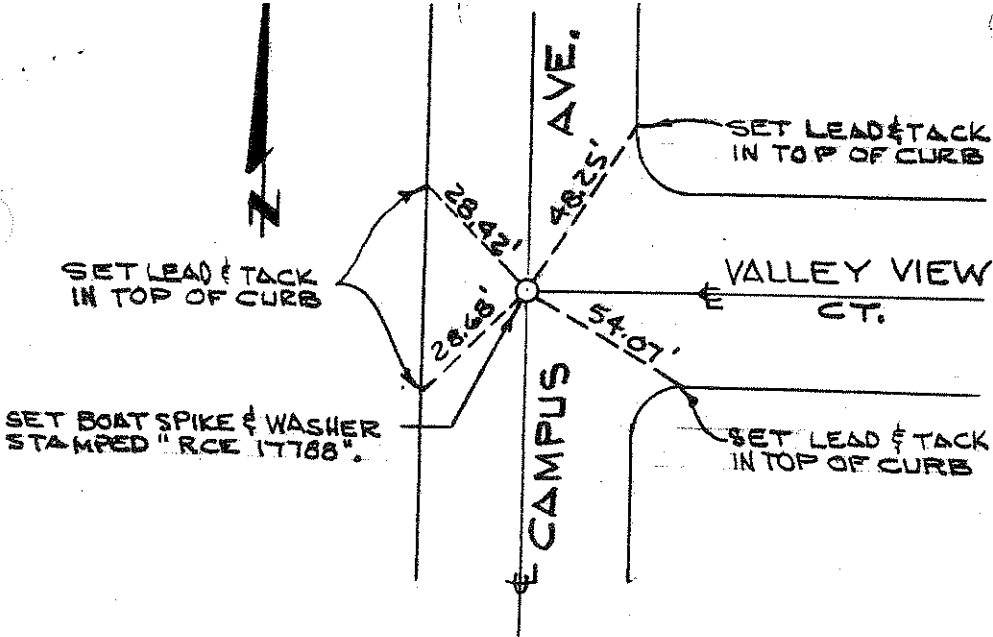 AVE.
SET LEAD & TACK
IN TOP OF CURB
48.25'
28.42'
N
SET LEAD & TACK
IN TOP OF CURB
VALLEY VIEW
CT.
℄
28.68'
54.07'
SET BOAT SPIKE & WASHER
STAMPED "RCE 17788".
CAMPUS
℄
SET LEAD & TACK
IN TOP OF CURB